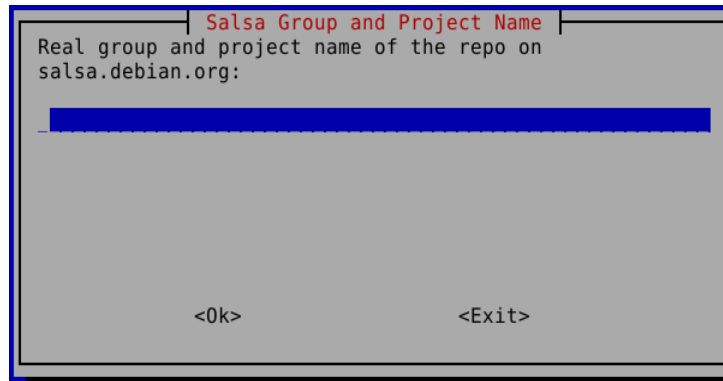 Salsa Group and Project Name
Real group and project name of the repo on
salsa.debian.org:
<Ok> <Exit>